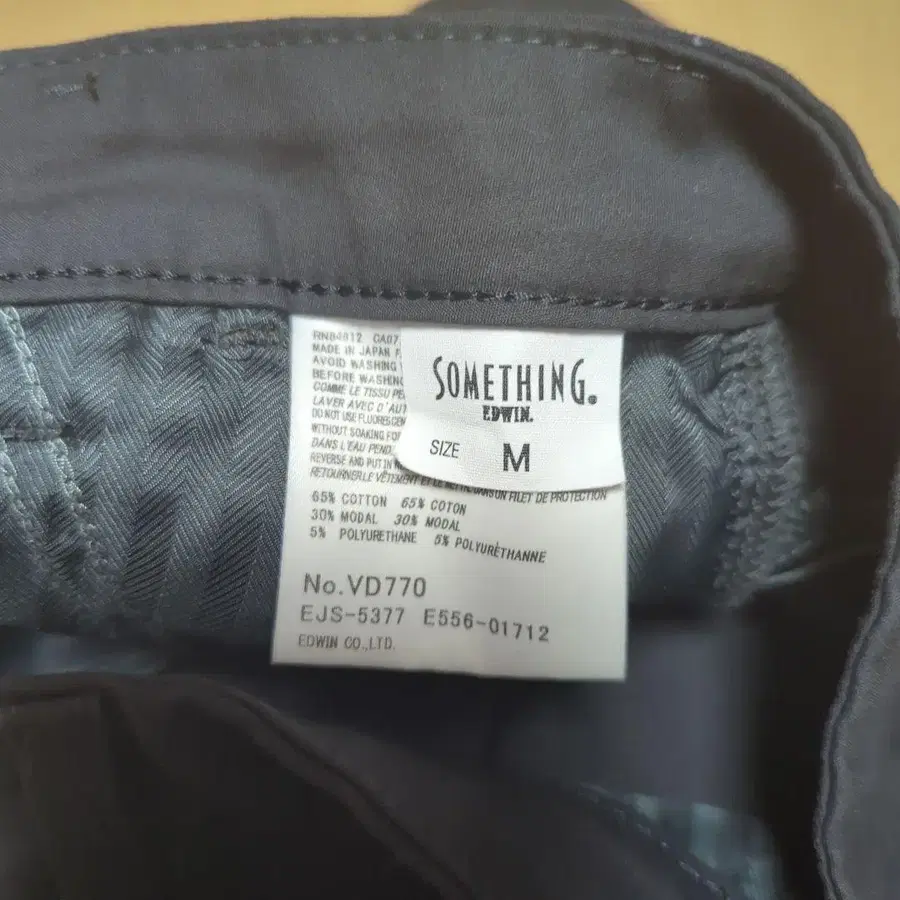 SOMETHING.
EDWIN.
SIZE M
RN84812 CA07
MADE IN JAPAN
AVOID WASHING
BEFORE WASHING
COMME LE TISSU
LAVER AVEC D'AUT
DO NOT USE
WITHOUT SOAKING FOR
DANS L'EAU PEND
REVERSE AND PUT IN
RETOURNER LE VÊTEMENT ET LE METTRE DANS UN FILET DE PROTECTION
65% COTTON 65% COTON
30% MODAL 30% MODAL
5% POLYURETHANE 5% POLYURÉTHANNE
No.VD770
EJS-5377 E556-01712
EDWIN CO.,LTD.